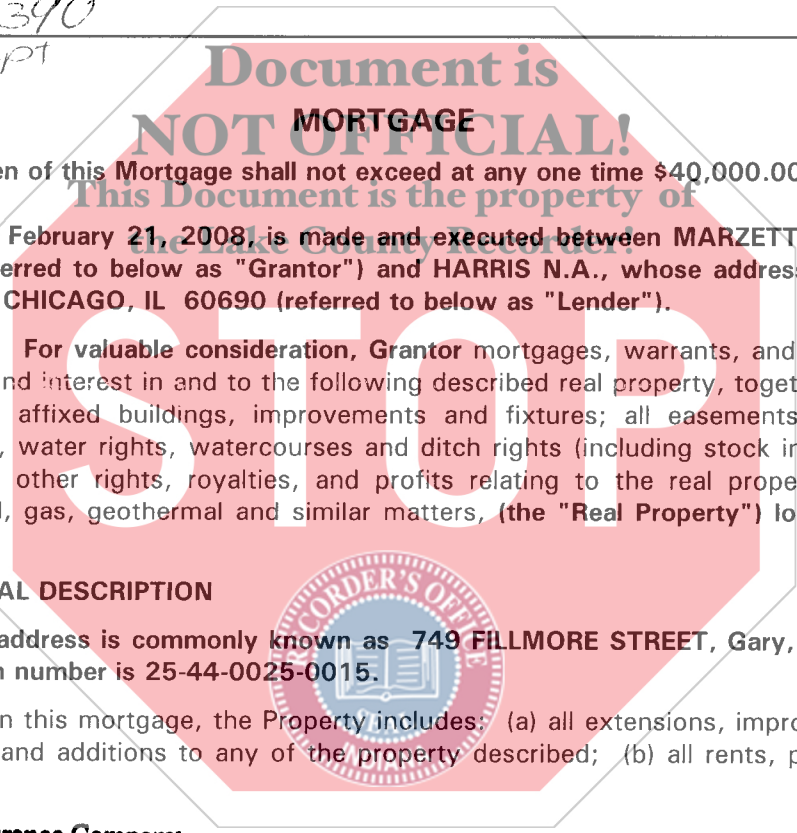 340
pt
Document is
NOT OFFICIAL!
MORTGAGE
en of this Mortgage shall not exceed at any one time $40,000.00
This Document is the property of
the Lake County Recorder!
February 21, 2008, is made and executed between MARZETT
erred to below as "Grantor") and HARRIS N.A., whose address
CHICAGO, IL 60690 (referred to below as "Lender").
For valuable consideration, Grantor mortgages, warrants, and
nd interest in and to the following described real property, toget
affixed buildings, improvements and fixtures; all easements
, water rights, watercourses and ditch rights (including stock in
other rights, royalties, and profits relating to the real prope
l, gas, geothermal and similar matters, (the "Real Property") lo
STOP
AL DESCRIPTION
address is commonly known as 749 FILLMORE STREET, Gary,
n number is 25-44-0025-0015.
RECORDER'S OFFICE
SEAL
INDIANA
n this mortgage, the Property includes: (a) all extensions, impro
and additions to any of the property described; (b) all rents, p